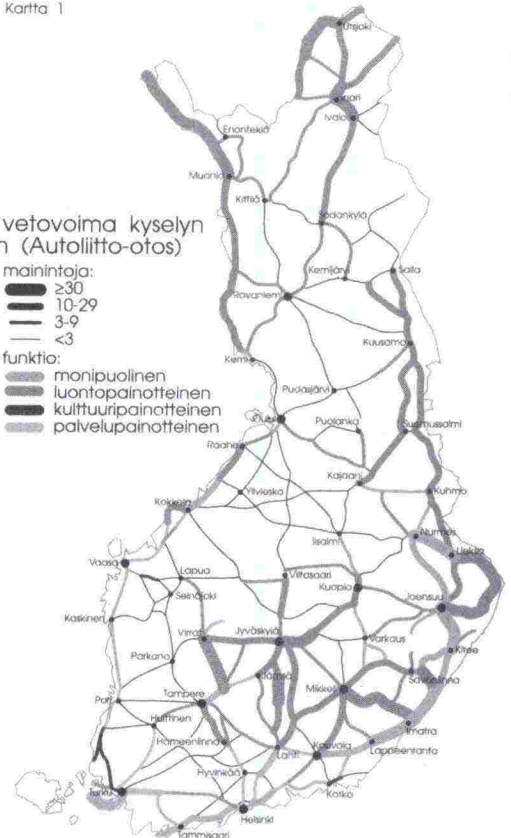 Kartta 1
Utsjoki
Inari
Ivalo
Enontekiö
Muonio
Kittilä
Sodankylä
vetovoima kyselyn
n (Autoliitto-otos)
mainintoja:
≥30
10-29
3-9
<3
funktio:
monipuolinen
luontopainotteinen
kulttuuripainotteinen
palvelupainotteinen
Kemijärvi
Salla
Rovaniemi
Kuusamo
Kemi
Pudasjärvi
Oulu
Puolanka
Suomussalmi
Raahe
Kajaani
Ylivieska
Kuhmo
Kokkola
Iisalmi
Nurmes
Vaasa
Lieksa
Lapua
Viitasaari
Kuopio
Seinäjoki
Joensuu
Kaskinen
Virrat
Jyväskylä
Varkaus
Kitee
Parkano
Jämsä
Savonlinna
Pori
Tampere
Mikkeli
Huittinen
Imatra
Hämeenlinna
Lahti
Kouvola
Lappeenranta
Hyvinkää
Turku
Kotka
Helsinki
Tammisaari